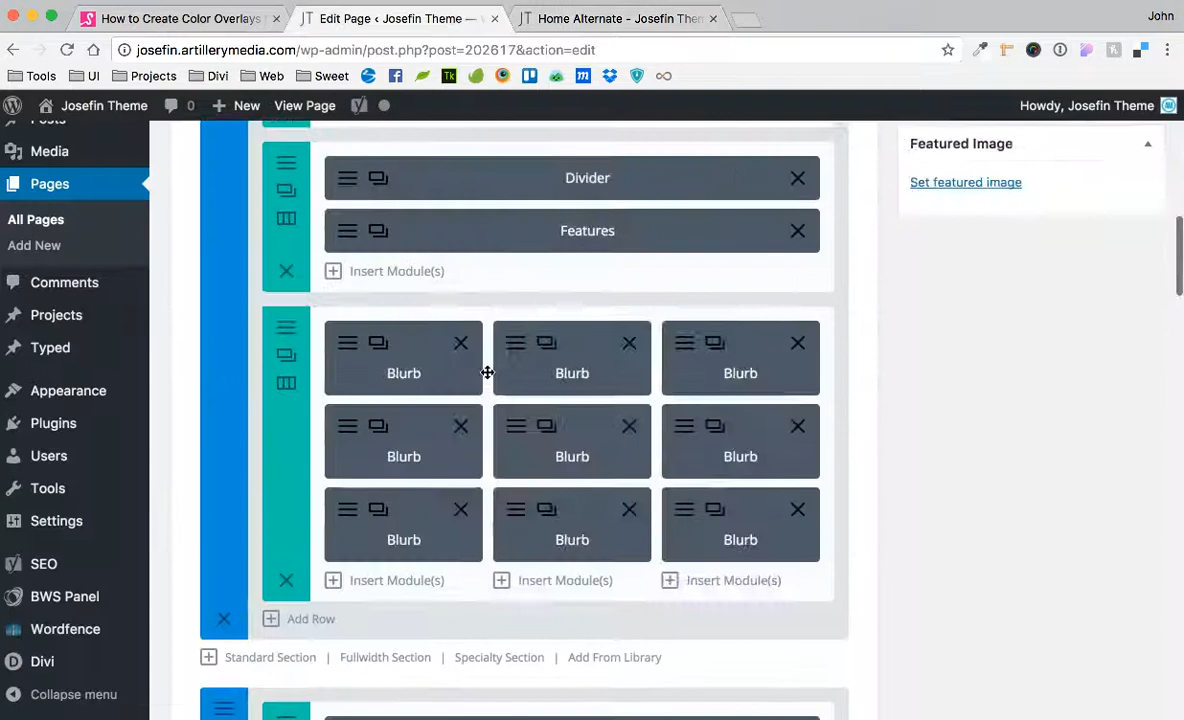 How to Create Color Overlays
Edit Page ‹ Josefin Theme —
Home Alternate - Josefin The
John
josefin.artillerymedia.com/wp-admin/post.php?post=202617&action=edit
Tools UI Projects Divi Web Sweet
Josefin Theme 0 New View Page Howdy, Josefin Theme
Posts
Media
Pages
All Pages
Add New
Comments
Projects
Typed
Appearance
Plugins
Users
Tools
Settings
SEO
BWS Panel
Wordfence
Divi
Collapse menu
Divider
Features
Insert Module(s)
Blurb Blurb Blurb
Blurb Blurb Blurb
Blurb Blurb Blurb
Insert Module(s) Insert Module(s) Insert Module(s)
Add Row
Standard Section | Fullwidth Section | Specialty Section | Add From Library
Featured Image
Set featured image